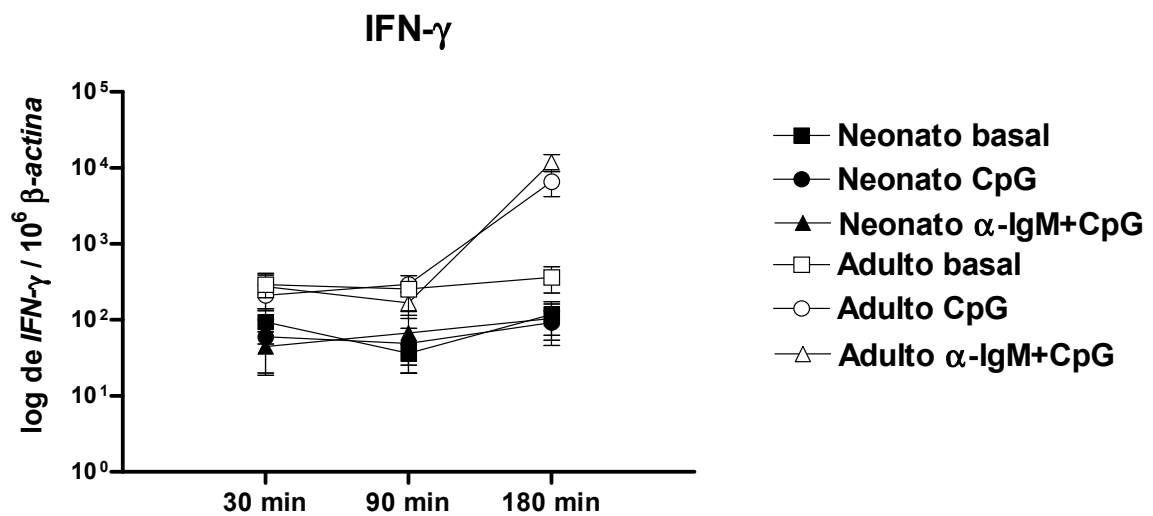 IFN-γ
log de IFN-γ / 10⁶ β-actina
10⁵
10⁴
10³
10²
10¹
10⁰
30 min 90 min 180 min
Neonato basal
Neonato CpG
Neonato α-IgM+CpG
Adulto basal
Adulto CpG
Adulto α-IgM+CpG